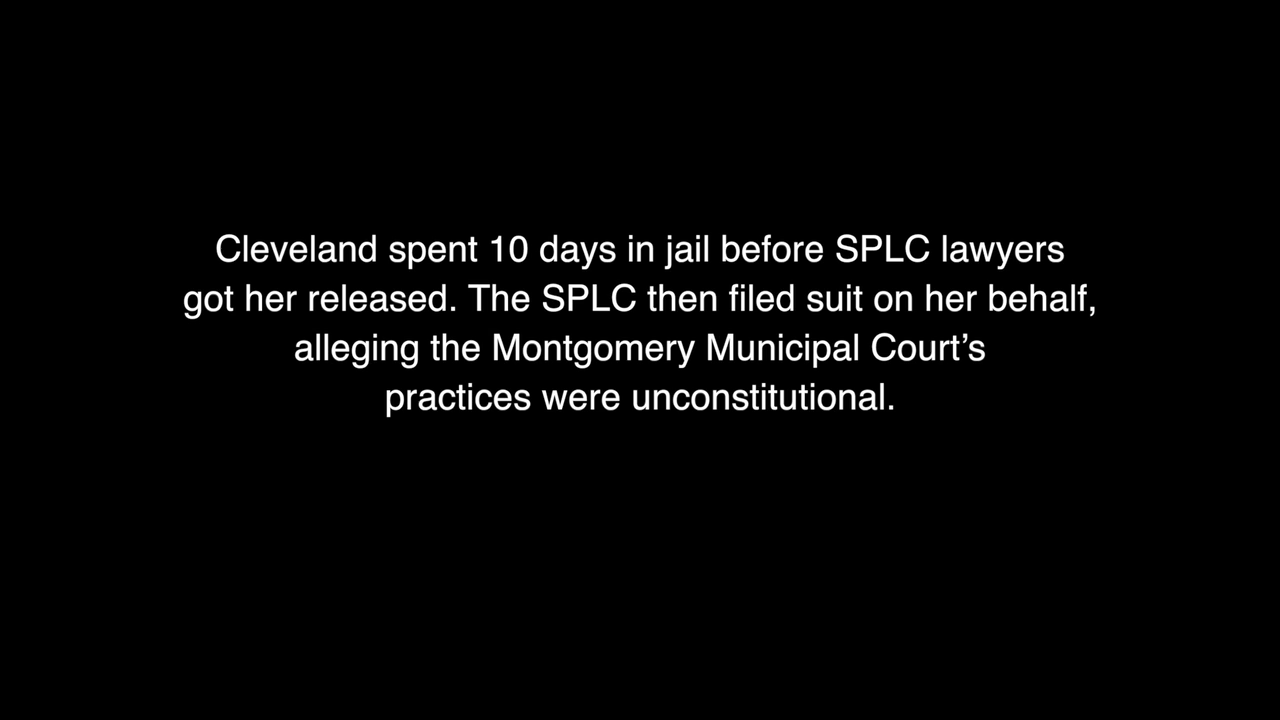 Cleveland spent 10 days in jail before SPLC lawyers
got her released. The SPLC then filed suit on her behalf,
alleging the Montgomery Municipal Court’s
practices were unconstitutional.